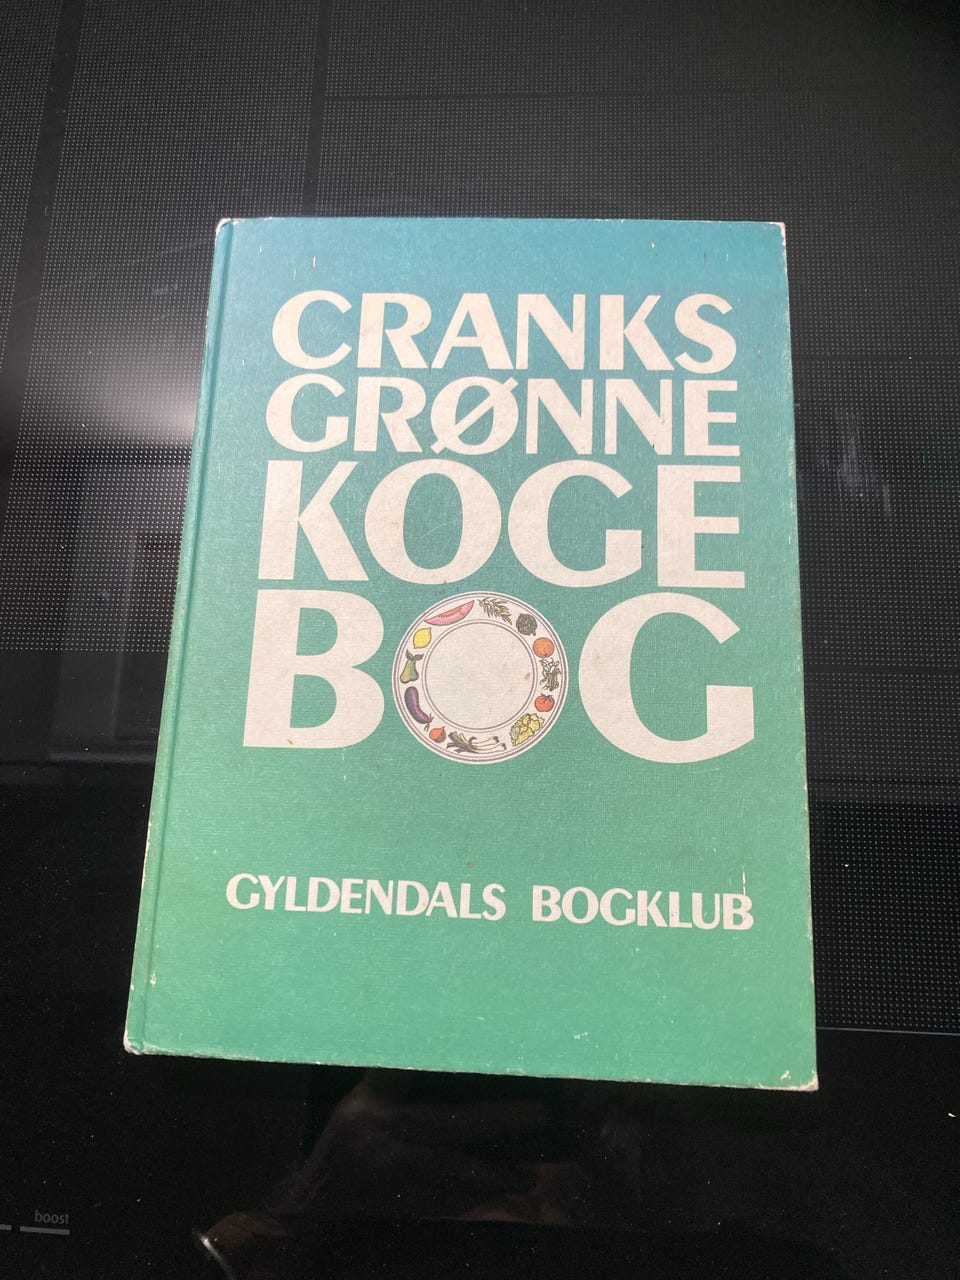 CRANKS
GRØNNE
KOGE
BOG
GYLDENDALS BOGKLUB
boost